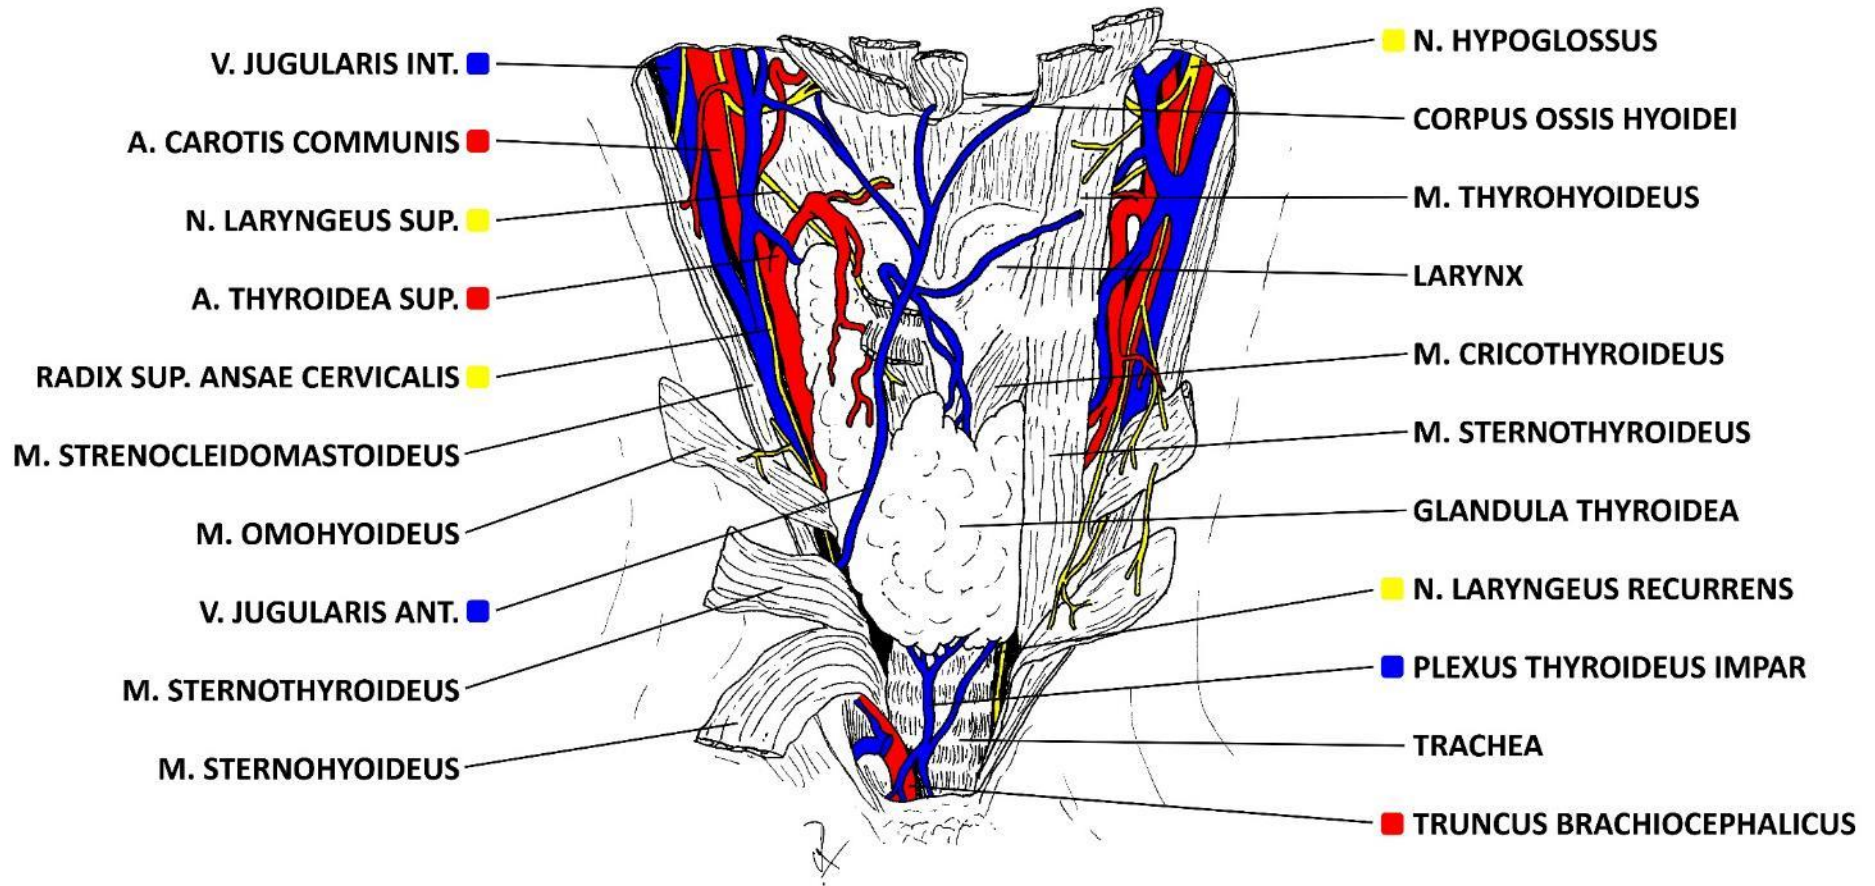 V. JUGULARIS INT.
A. CAROTIS COMMUNIS
N. LARYNGEUS SUP.
A. THYROIDEA SUP.
RADIX SUP. ANSAE CERVICALIS
M. STRENOCLEIDOMASTOIDEUS
M. OMOHYOIDEUS
V. JUGULARIS ANT.
M. STERNOTHYROIDEUS
M. STERNOHYOIDEUS
N. HYPOGLOSSUS
CORPUS OSSIS HYOIDEI
M. THYROHYOIDEUS
LARYNX
M. CRICOTHYROIDEUS
M. STERNOTHYROIDEUS
GLANDULA THYROIDEA
N. LARYNGEUS RECURRENS
PLEXUS THYROIDEUS IMPAR
TRACHEA
TRUNCUS BRACHIOCEPHALICUS